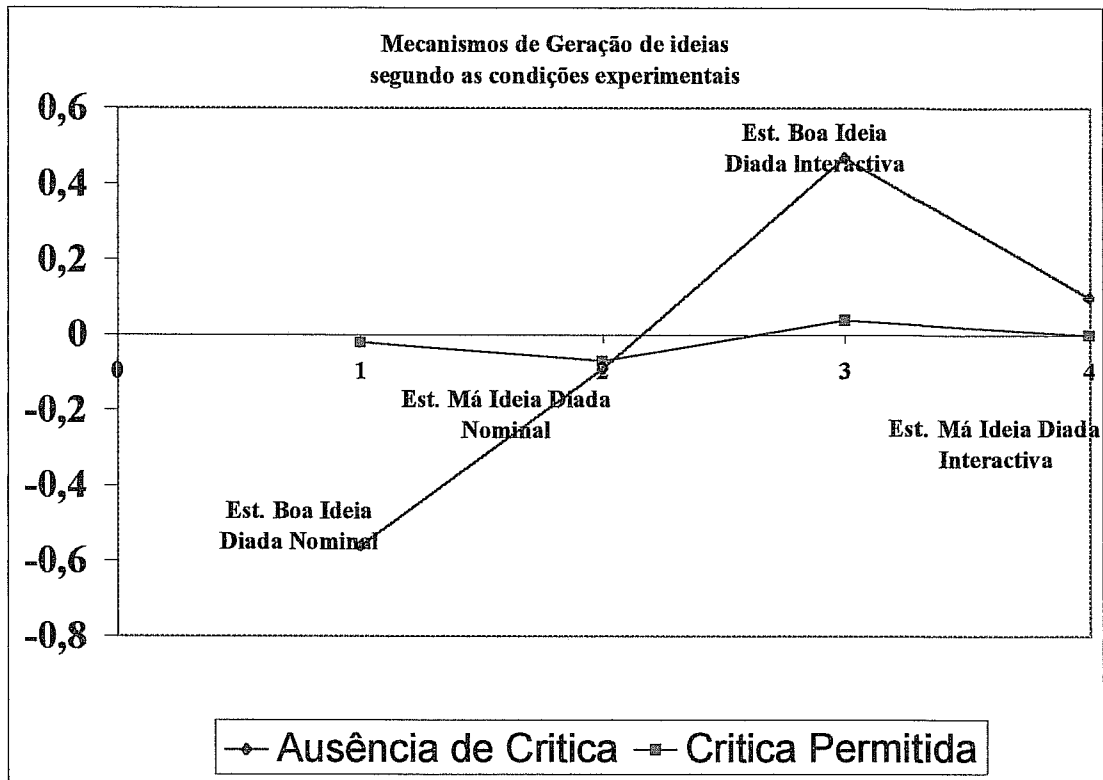 Mecanismos de Geração de ideias
segundo as condições experimentais
0,6
0,4
0,2
0
-0,2
-0,4
-0,6
-0,8
0
1
2
3
4
Est. Boa Ideia
Diada Interactiva
Est. Má Ideia Diada
Nominal
Est. Má Ideia Diada
Interactiva
Est. Boa Ideia
Diada Nominal
Ausência de Critica
Critica Permitida